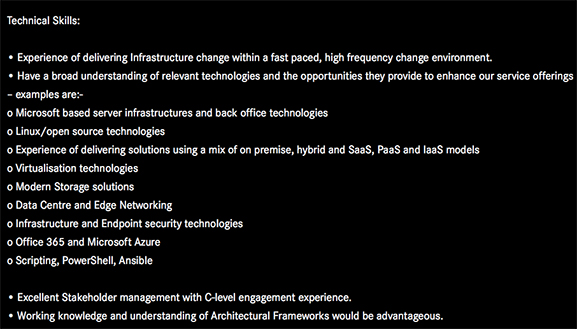 Technical Skills:
• Experience of delivering Infrastructure change within a fast paced, high frequency change environment.
• Have a broad understanding of relevant technologies and the opportunities they provide to enhance our service offerings
– examples are:-
o Microsoft based server infrastructures and back office technologies
o Linux/open source technologies
o Experience of delivering solutions using a mix of on premise, hybrid and SaaS, PaaS and IaaS models
o Virtualisation technologies
o Modern Storage solutions
o Data Centre and Edge Networking
o Infrastructure and Endpoint security technologies
o Office 365 and Microsoft Azure
o Scripting, PowerShell, Ansible
• Excellent Stakeholder management with C-level engagement experience.
• Working knowledge and understanding of Architectural Frameworks would be advantageous.